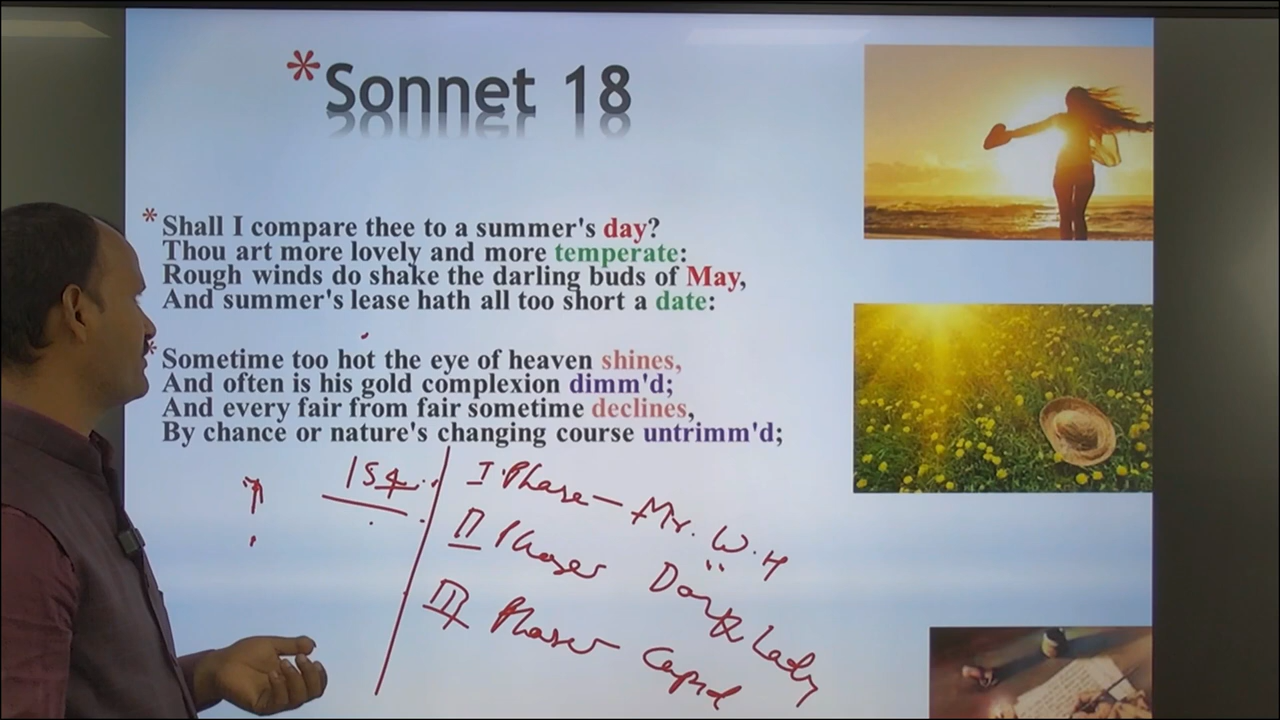 *Sonnet 18
* Shall I compare thee to a summer's day?
Thou art more lovely and more temperate:
Rough winds do shake the darling buds of May,
And summer's lease hath all too short a date:
* Sometime too hot the eye of heaven shines,
And often is his gold complexion dimm'd;
And every fair from fair sometime declines,
By chance or nature's changing course untrimm'd;
154
I Phase - Mr. W.H
II Phase Dark Lady
III Phase